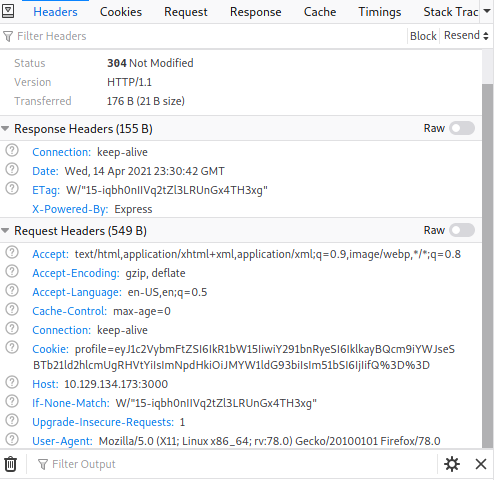 Headers Cookies Request Response Cache Timings Stack Trac
Filter Headers Block Resend
Status 304 Not Modified
Version HTTP/1.1
Transferred 176 B (21 B size)
Response Headers (155 B) Raw
Connection: keep-alive
Date: Wed, 14 Apr 2021 23:30:42 GMT
ETag: W/"15-iqbh0nIIVq2tZl3LRUnGx4TH3xg"
X-Powered-By: Express
Request Headers (549 B) Raw
Accept: text/html,application/xhtml+xml,application/xml;q=0.9,image/webp,*/*;q=0.8
Accept-Encoding: gzip, deflate
Accept-Language: en-US,en;q=0.5
Cache-Control: max-age=0
Connection: keep-alive
Cookie: profile=eyJ1c2VybmFtZSI6IkR1bW15IiwiY291bnRyeSI6IklkayBQcm9iYWJseS
BTb21ld2hlcmUgRHVtYiIsImNpdHkiOiJMYW1ldG93biIsIm51bSI6IjIifQ%3D%3D
Host: 10.129.134.173:3000
If-None-Match: W/"15-iqbh0nIIVq2tZl3LRUnGx4TH3xg"
Upgrade-Insecure-Requests: 1
User-Agent: Mozilla/5.0 (X11; Linux x86_64; rv:78.0) Gecko/20100101 Firefox/78.0
Filter Output